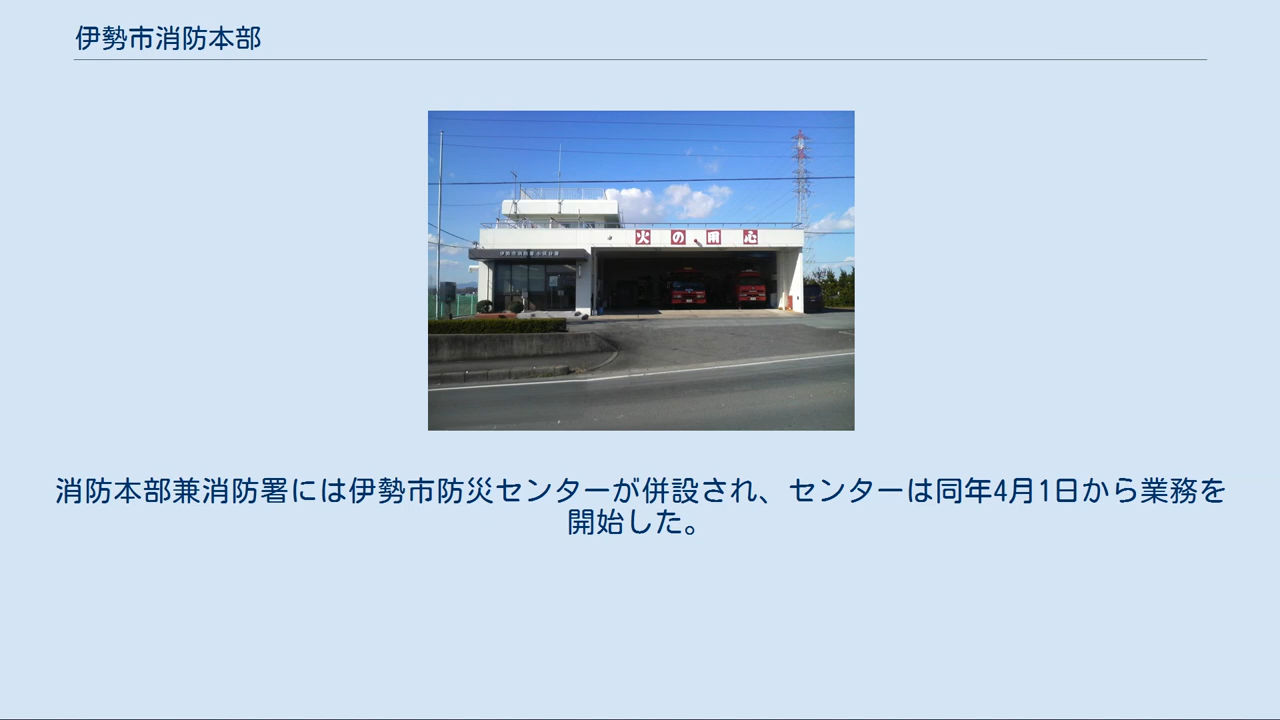 伊勢市消防本部
火の用心
消防本部兼消防署には伊勢市防災センターが併設され、センターは同年4月1日から業務を
開始した。